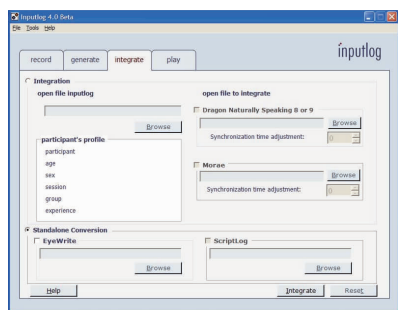 Inputlog 4.0 Beta
File Tools Help
inputlog
record generate integrate play
Integration
open file inputlog
open file to integrate
Dragon Naturally Speaking 8 or 9
Browse
Browse
Synchronization time adjustment: 0
participant's profile
participant
age
sex
session
group
experience
Morae
Browse
Synchronization time adjustment: 0
Standalone Conversion
EyeWrite
ScriptLog
Browse
Browse
Help
Integrate
Reset